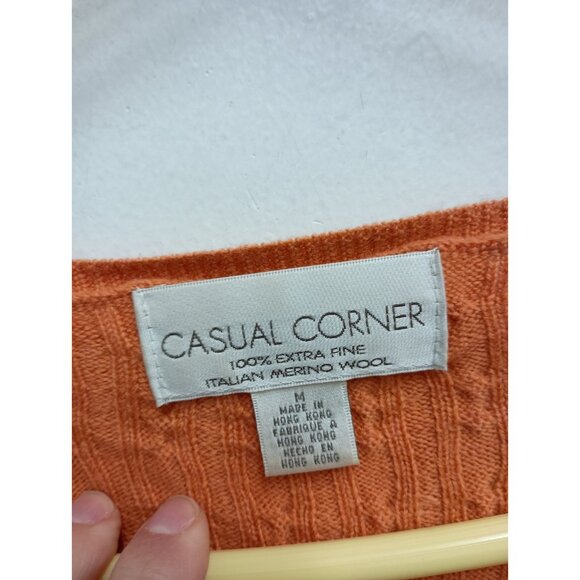 CASUAL CORNER
100% EXTRA FINE
ITALIAN MERINO WOOL
M
MADE IN
HONG KONG
FABRIQUE A
HONG KONG
HECHO EN
HONG KONG